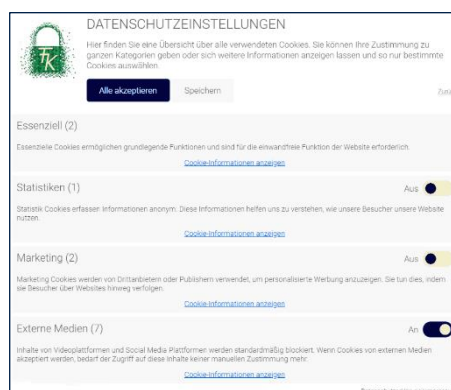 DATENSCHUTZEINSTELLUNGEN
Hier finden Sie eine Übersicht über alle verwendeten Cookies. Sie können Ihre Zustimmung zu
ganzen Kategorien geben oder sich weitere Informationen anzeigen lassen und so nur bestimmte
Cookies auswählen.
Alle akzeptieren Speichern
Essenziell (2)
Essenzielle Cookies ermöglichen grundlegende Funktionen und sind für die einwandfreie Funktion der Website erforderlich.
Cookie-Informationen anzeigen
Statistiken (1) Aus
Statistik Cookies erfassen Informationen anonym. Diese Informationen helfen uns zu verstehen, wie unsere Besucher unsere Website
nutzen.
Cookie-Informationen anzeigen
Marketing (2) Aus
Marketing Cookies werden von Drittanbietern oder Publishern verwendet, um personalisierte Werbung anzuzeigen. Sie tun dies, indem
sie Besucher über Websites hinweg verfolgen.
Cookie-Informationen anzeigen
Externe Medien (7) An
Inhalte von Videoplattformen und Social Media Plattformen werden standardmäßig blockiert. Wenn Cookies von externen Medien
akzeptiert werden, bedarf der Zugriff auf diese Inhalte keiner manuellen Zustimmung mehr.
Cookie-Informationen anzeigen